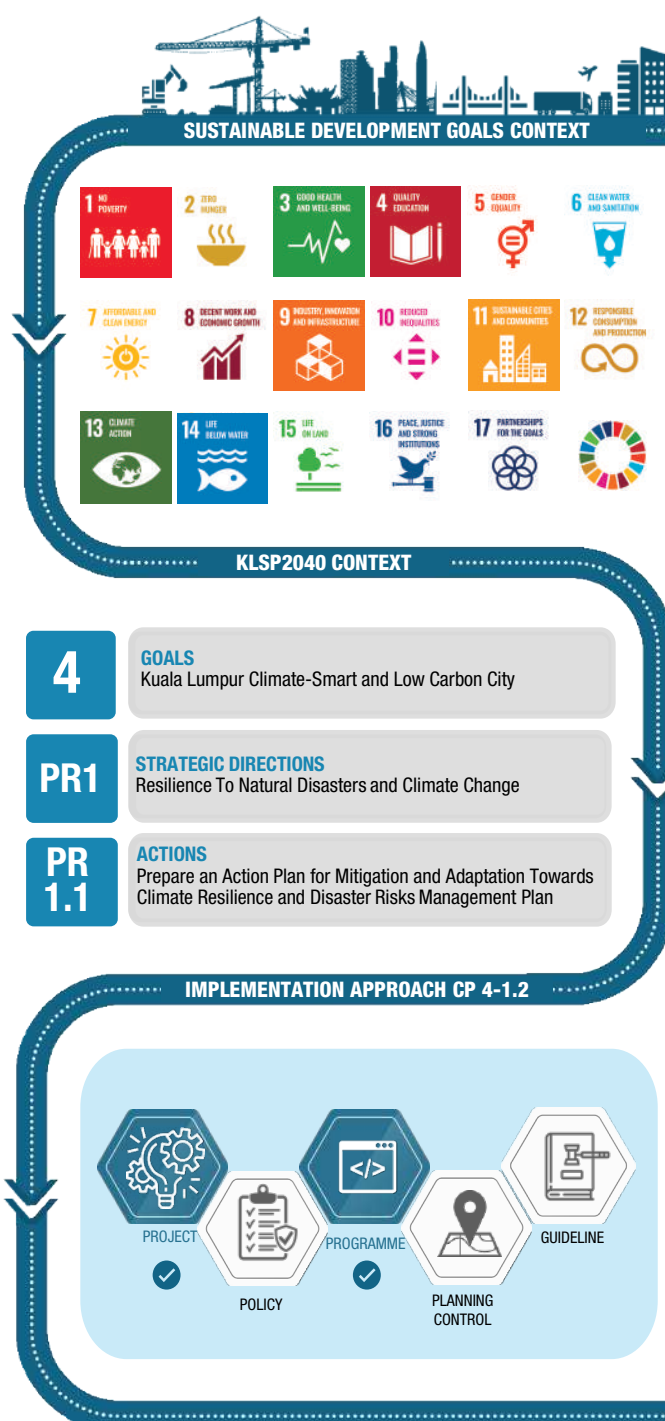 SUSTAINABLE DEVELOPMENT GOALS CONTEXT
1 NO
POVERTY
2 ZERO
HUNGER
3 GOOD HEALTH
AND WELL-BEING
4 QUALITY
EDUCATION
5 GENDER
EQUALITY
6 CLEAN WATER
AND SANITATION
7 AFFORDABLE AND
CLEAN ENERGY
8 DECENT WORK AND
ECONOMIC GROWTH
9 INDUSTRY, INNOVATION
AND INFRASTRUCTURE
10 REDUCED
INEQUALITIES
11 SUSTAINABLE CITIES
AND COMMUNITIES
12 RESPONSIBLE
CONSUMPTION
AND PRODUCTION
13 CLIMATE
ACTION
14 LIFE
BELOW WATER
15 LIFE
ON LAND
16 PEACE, JUSTICE
AND STRONG
INSTITUTIONS
17 PARTNERSHIPS
FOR THE GOALS
KLSP2040 CONTEXT
4
GOALS
Kuala Lumpur Climate-Smart and Low Carbon City
PR1
STRATEGIC DIRECTIONS
Resilience To Natural Disasters and Climate Change
PR
1.1
ACTIONS
Prepare an Action Plan for Mitigation and Adaptation Towards
Climate Resilience and Disaster Risks Management Plan
IMPLEMENTATION APPROACH CP 4-1.2
</>
PROJECT
POLICY
PROGRAMME
PLANNING
CONTROL
GUIDELINE